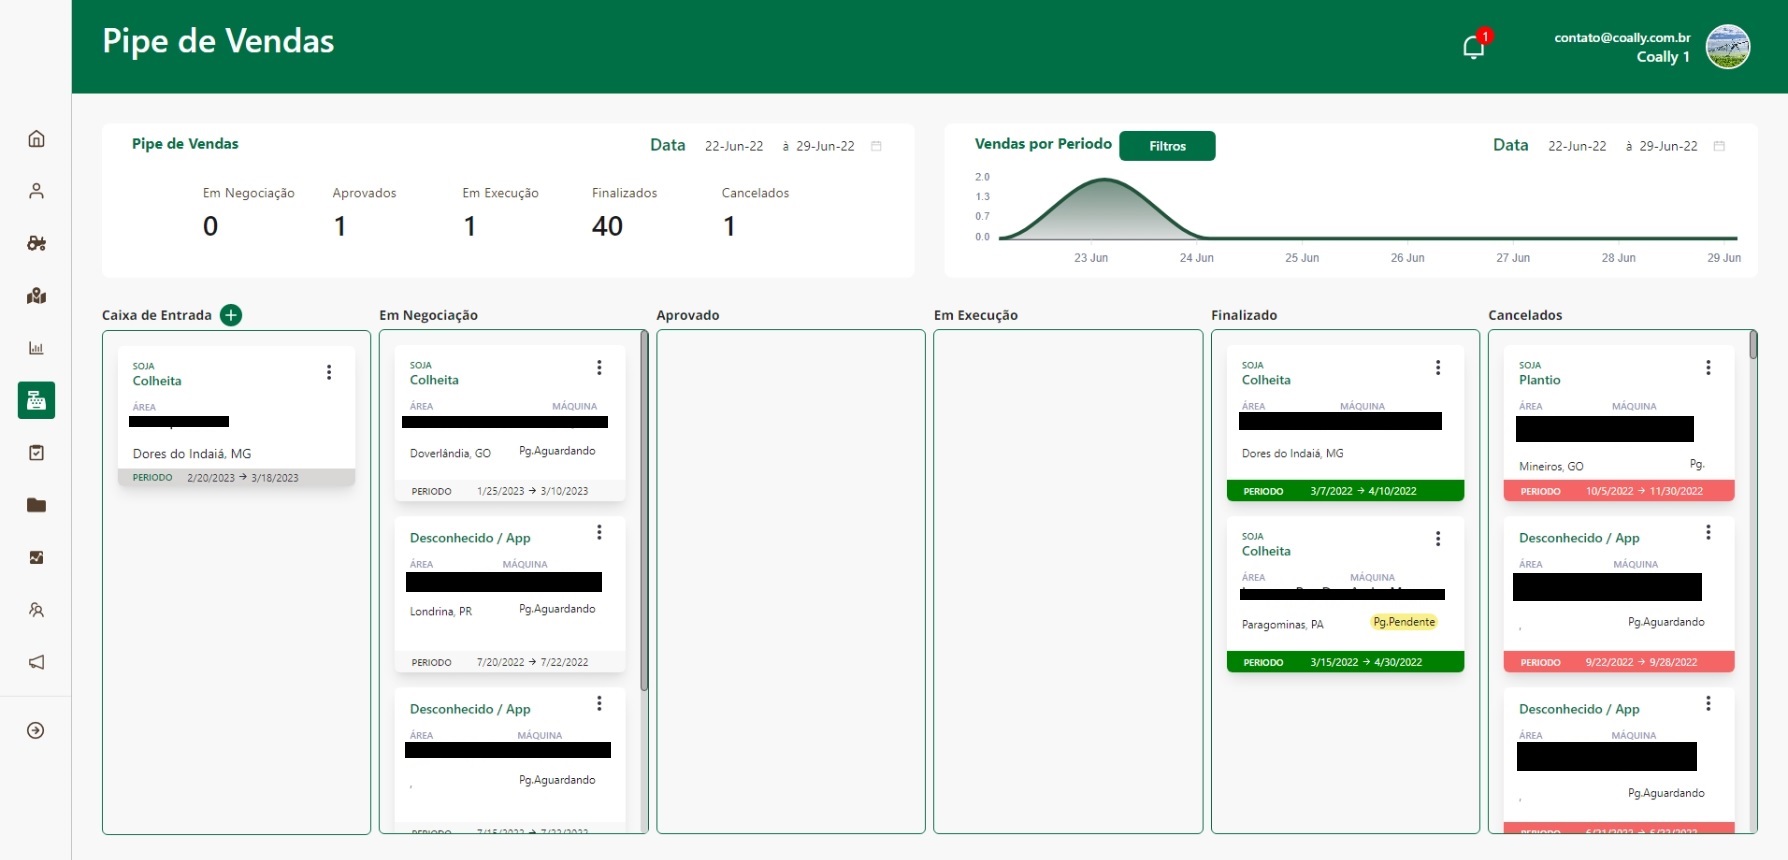 Pipe de Vendas
1
contato@coally.com.br
Coally 1
Pipe de Vendas
Data 22-Jun-22 à 29-Jun-22
Em Negociação Aprovados Em Execução Finalizados Cancelados
0 1 1 40 1
Vendas por Periodo Filtros
Data 22-Jun-22 à 29-Jun-22
2.0
1.3
0.7
0.0
23 Jun 24 Jun 25 Jun 26 Jun 27 Jun 28 Jun 29 Jun
Caixa de Entrada +
SOJA
Colheita
ÁREA
Dores do Indaiá, MG
PERIODO 2/20/2023 → 3/18/2023
Em Negociação
SOJA
Colheita
ÁREA MÁQUINA
Doverlândia, GO Pg.Aguardando
PERIODO 1/25/2023 → 3/10/2023
Desconhecido / App
ÁREA MÁQUINA
Londrina, PR Pg.Aguardando
PERIODO 7/20/2022 → 7/22/2022
Desconhecido / App
ÁREA MÁQUINA
, Pg.Aguardando
PERIODO 7/15/2022 → 7/22/2022
Aprovado
Em Execução
Finalizado
SOJA
Colheita
ÁREA MÁQUINA
Dores do Indaiá, MG
PERIODO 3/7/2022 → 4/10/2022
SOJA
Colheita
ÁREA MÁQUINA
Paragominas, PA Pg.Pendente
PERIODO 3/15/2022 → 4/30/2022
Cancelados
SOJA
Plantio
ÁREA MÁQUINA
Mineiros, GO Pg.
PERIODO 10/5/2022 → 11/30/2022
Desconhecido / App
ÁREA MÁQUINA
, Pg.Aguardando
PERIODO 9/22/2022 → 9/28/2022
Desconhecido / App
ÁREA MÁQUINA
, Pg.Aguardando
PERIODO